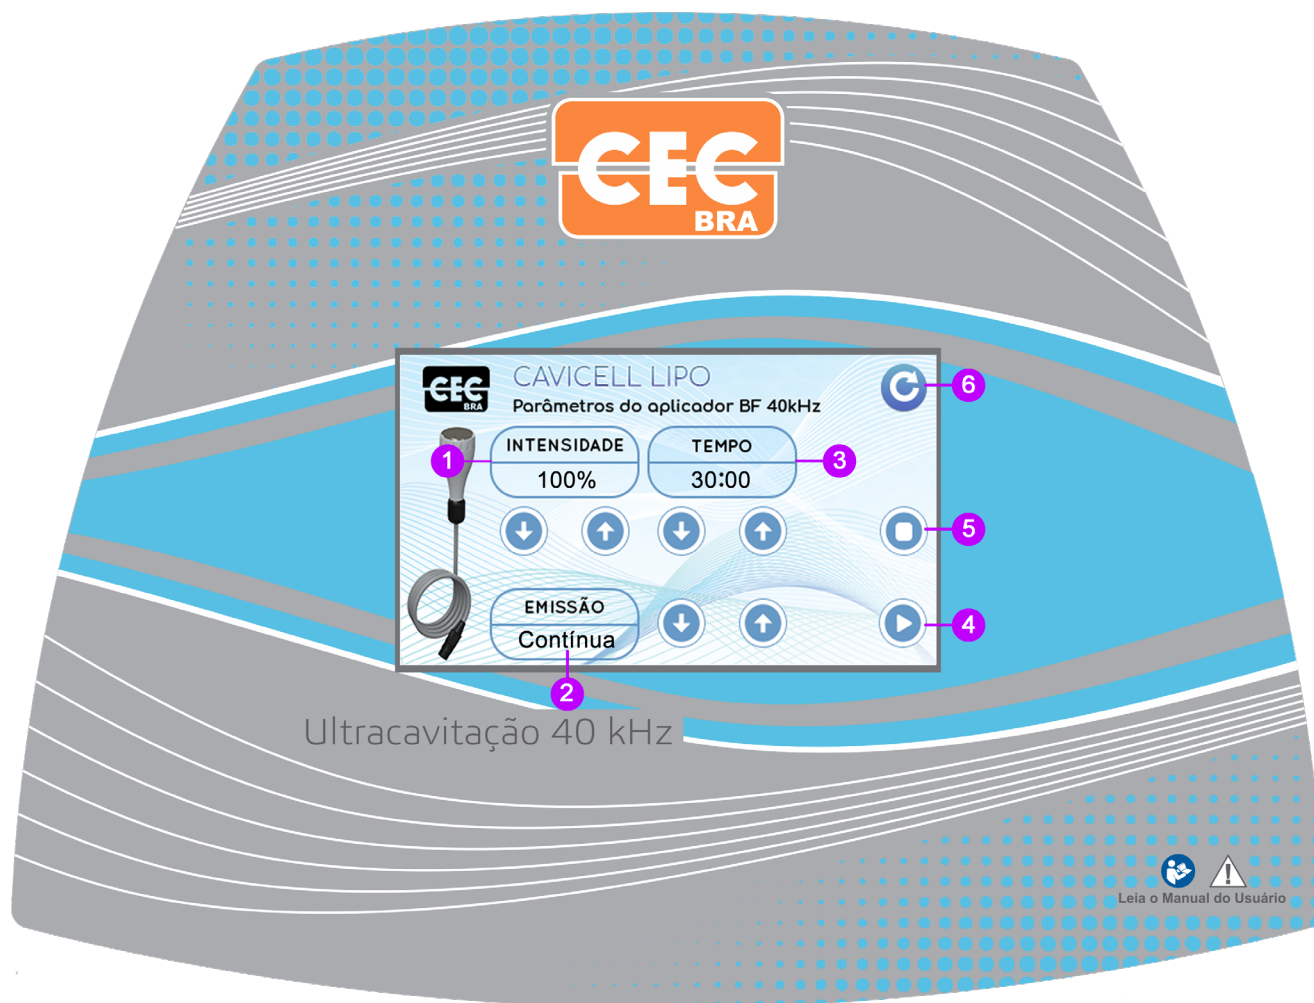 CEC
BRA
CEC
BRA
CAVICELL LIPO
Parâmetros do aplicador BF 40kHz
6
INTENSIDADE
TEMPO
1
3
100%
30:00
5
EMISSÃO
Contínua
4
2
Ultracavitação 40 kHz
Leia o Manual do Usuário